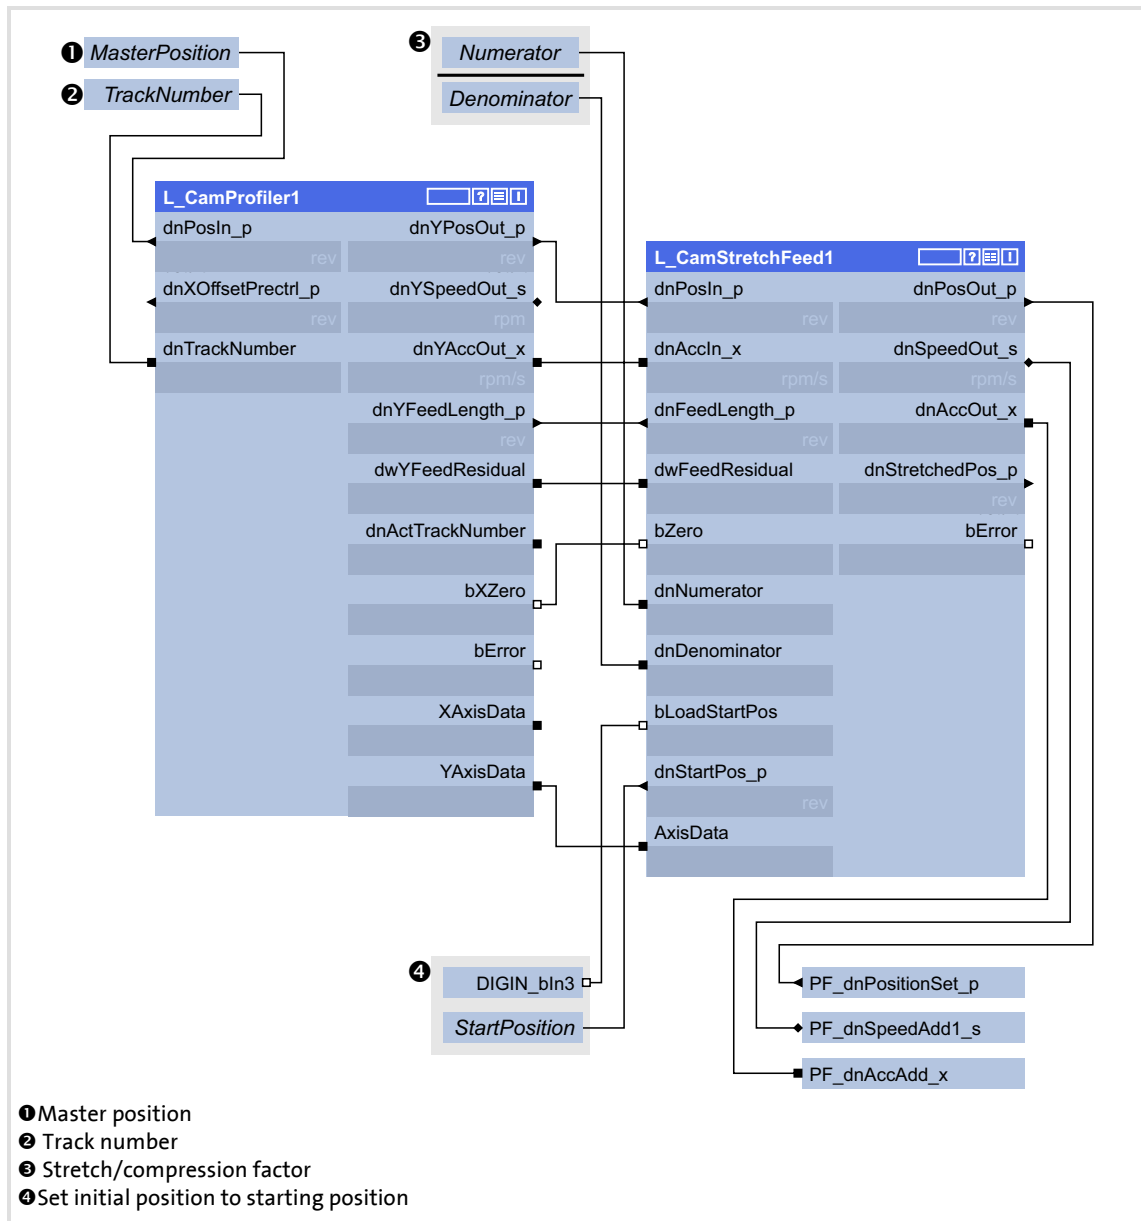 ❶ MasterPosition
❷ TrackNumber
❸ Numerator
Denominator
L_CamProfiler1 ? I
dnPosIn_p dnYPosOut_p
rev rev
dnXOffsetPrectrl_p dnYSpeedOut_s
rev rpm
dnTrackNumber dnYAccOut_x
rpm/s
dnYFeedLength_p
rev
dwYFeedResidual
dnActTrackNumber
bXZero
bError
XAxisData
YAxisData
L_CamStretchFeed1 ? I
dnPosIn_p dnPosOut_p
rev rev
dnAccIn_x dnSpeedOut_s
rpm/s rpm/s
dnFeedLength_p dnAccOut_x
rev
dwFeedResidual dnStretchedPos_p
rev
bZero bError
dnNumerator
dnDenominator
bLoadStartPos
dnStartPos_p
rev
AxisData
❹ DIGIN_bIn3
StartPosition
PF_dnPositionSet_p
PF_dnSpeedAdd1_s
PF_dnAccAdd_x
❶Master position
❷ Track number
❸ Stretch/compression factor
❹Set initial position to starting position